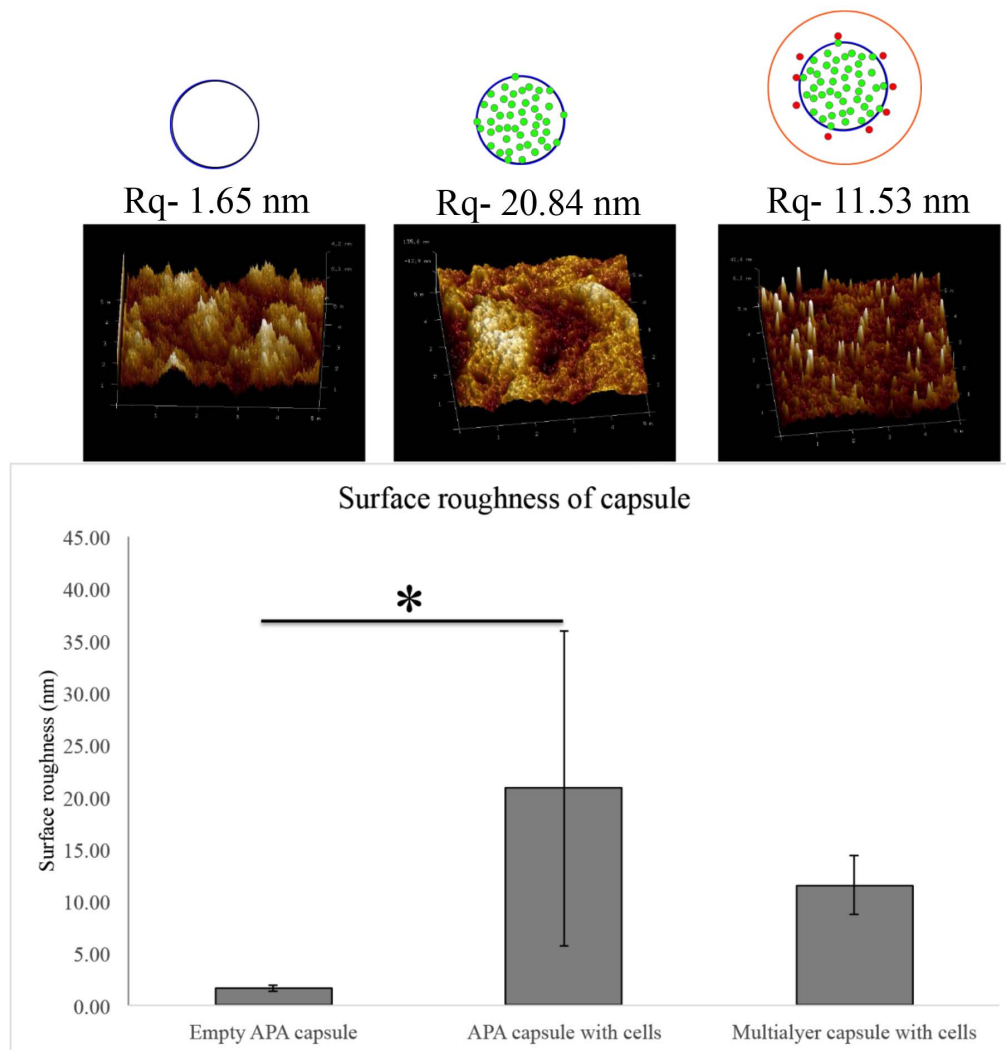 Rq- 1.65 nm
Rq- 20.84 nm
Rq- 11.53 nm
Surface roughness of capsule
*
Surface roughness (nm)
45.00
40.00
35.00
30.00
25.00
20.00
15.00
10.00
5.00
0.00
Empty APA capsule
APA capsule with cells
Multialyer capsule with cells